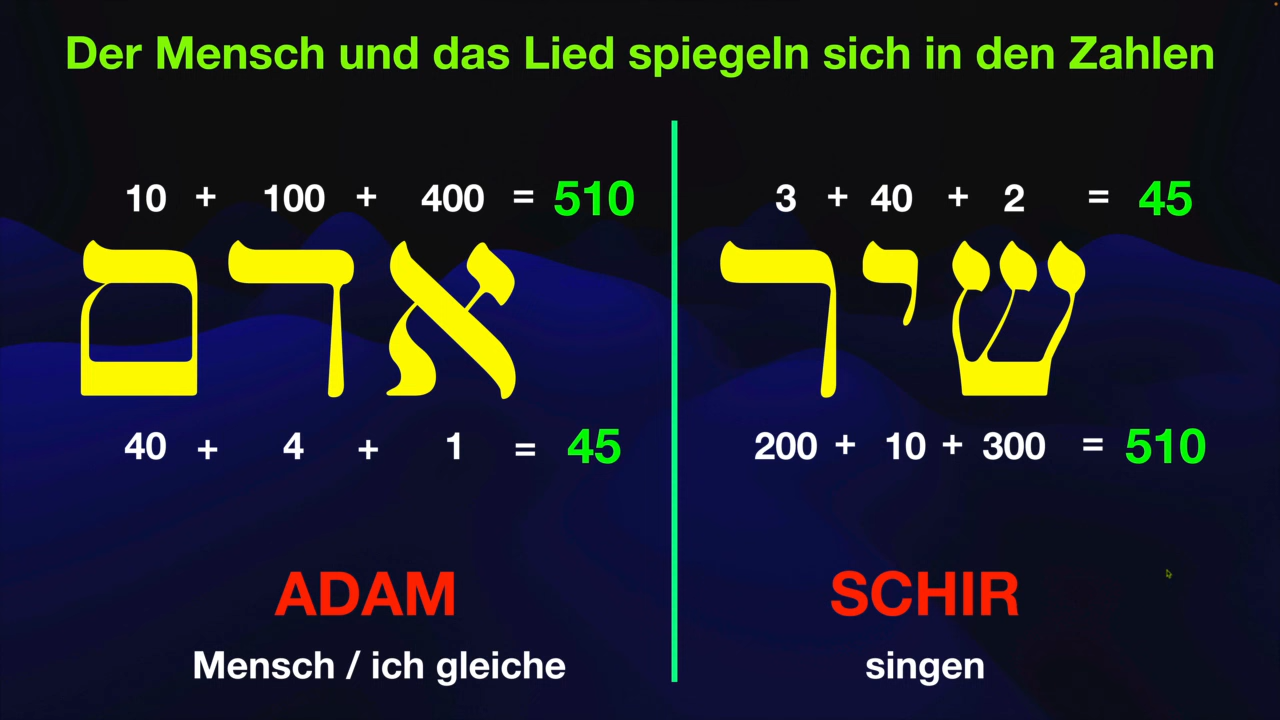 Der Mensch und das Lied spiegeln sich in den Zahlen
10 + 100 + 400 = 510
אדם
40 + 4 + 1 = 45
ADAM
Mensch / ich gleiche
3 + 40 + 2 = 45
שיר
200 + 10 + 300 = 510
SCHIR
singen